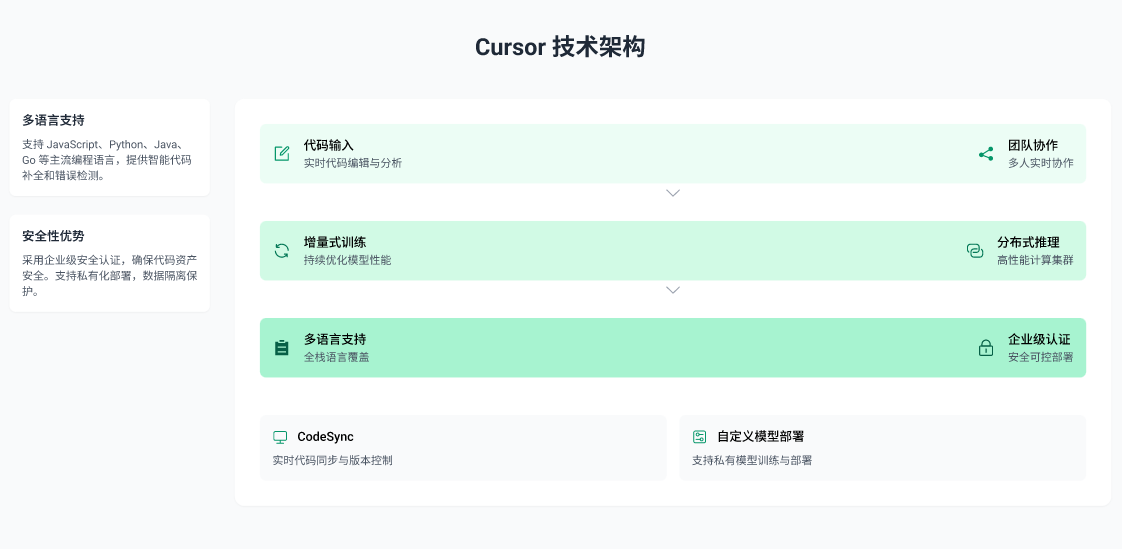 Cursor 技术架构
多语言支持
支持 JavaScript、Python、Java、
Go 等主流编程语言，提供智能代码
补全和错误检测。
安全性优势
采用企业级安全认证，确保代码资产
安全。支持私有化部署，数据隔离保
护。
代码输入
实时代码编辑与分析
团队协作
多人实时协作
增量式训练
持续优化模型性能
分布式推理
高性能计算集群
多语言支持
全栈语言覆盖
企业级认证
安全可控部署
CodeSync
实时代码同步与版本控制
自定义模型部署
支持私有模型训练与部署